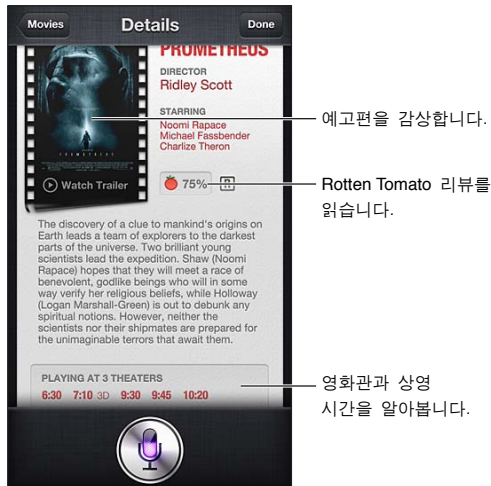 Movies
Details
Done
PROMETHEUS
DIRECTOR
Ridley Scott
STARRING
Noomi Rapace
Michael Fassbender
Charlize Theron
PROMETHEUS
Watch Trailer
75%
R
The discovery of a clue to mankind's origins on
Earth leads a team of explorers to the darkest
parts of the universe. Two brilliant young
scientists lead the expedition. Shaw (Noomi
Rapace) hopes that they will meet a race of
benevolent, godlike beings who will in some
way verify her religious beliefs, while Holloway
(Logan Marshall-Green) is out to debunk any
spiritual notions. However, neither the
scientists nor their shipmates are prepared for
the unimaginable terrors that await them.
PLAYING AT 3 THEATERS
6:30 7:10 3D 9:30 9:45 10:20
예고편을 감상합니다.
Rotten Tomato 리뷰를
읽습니다.
영화관과 상영
시간을 알아봅니다.